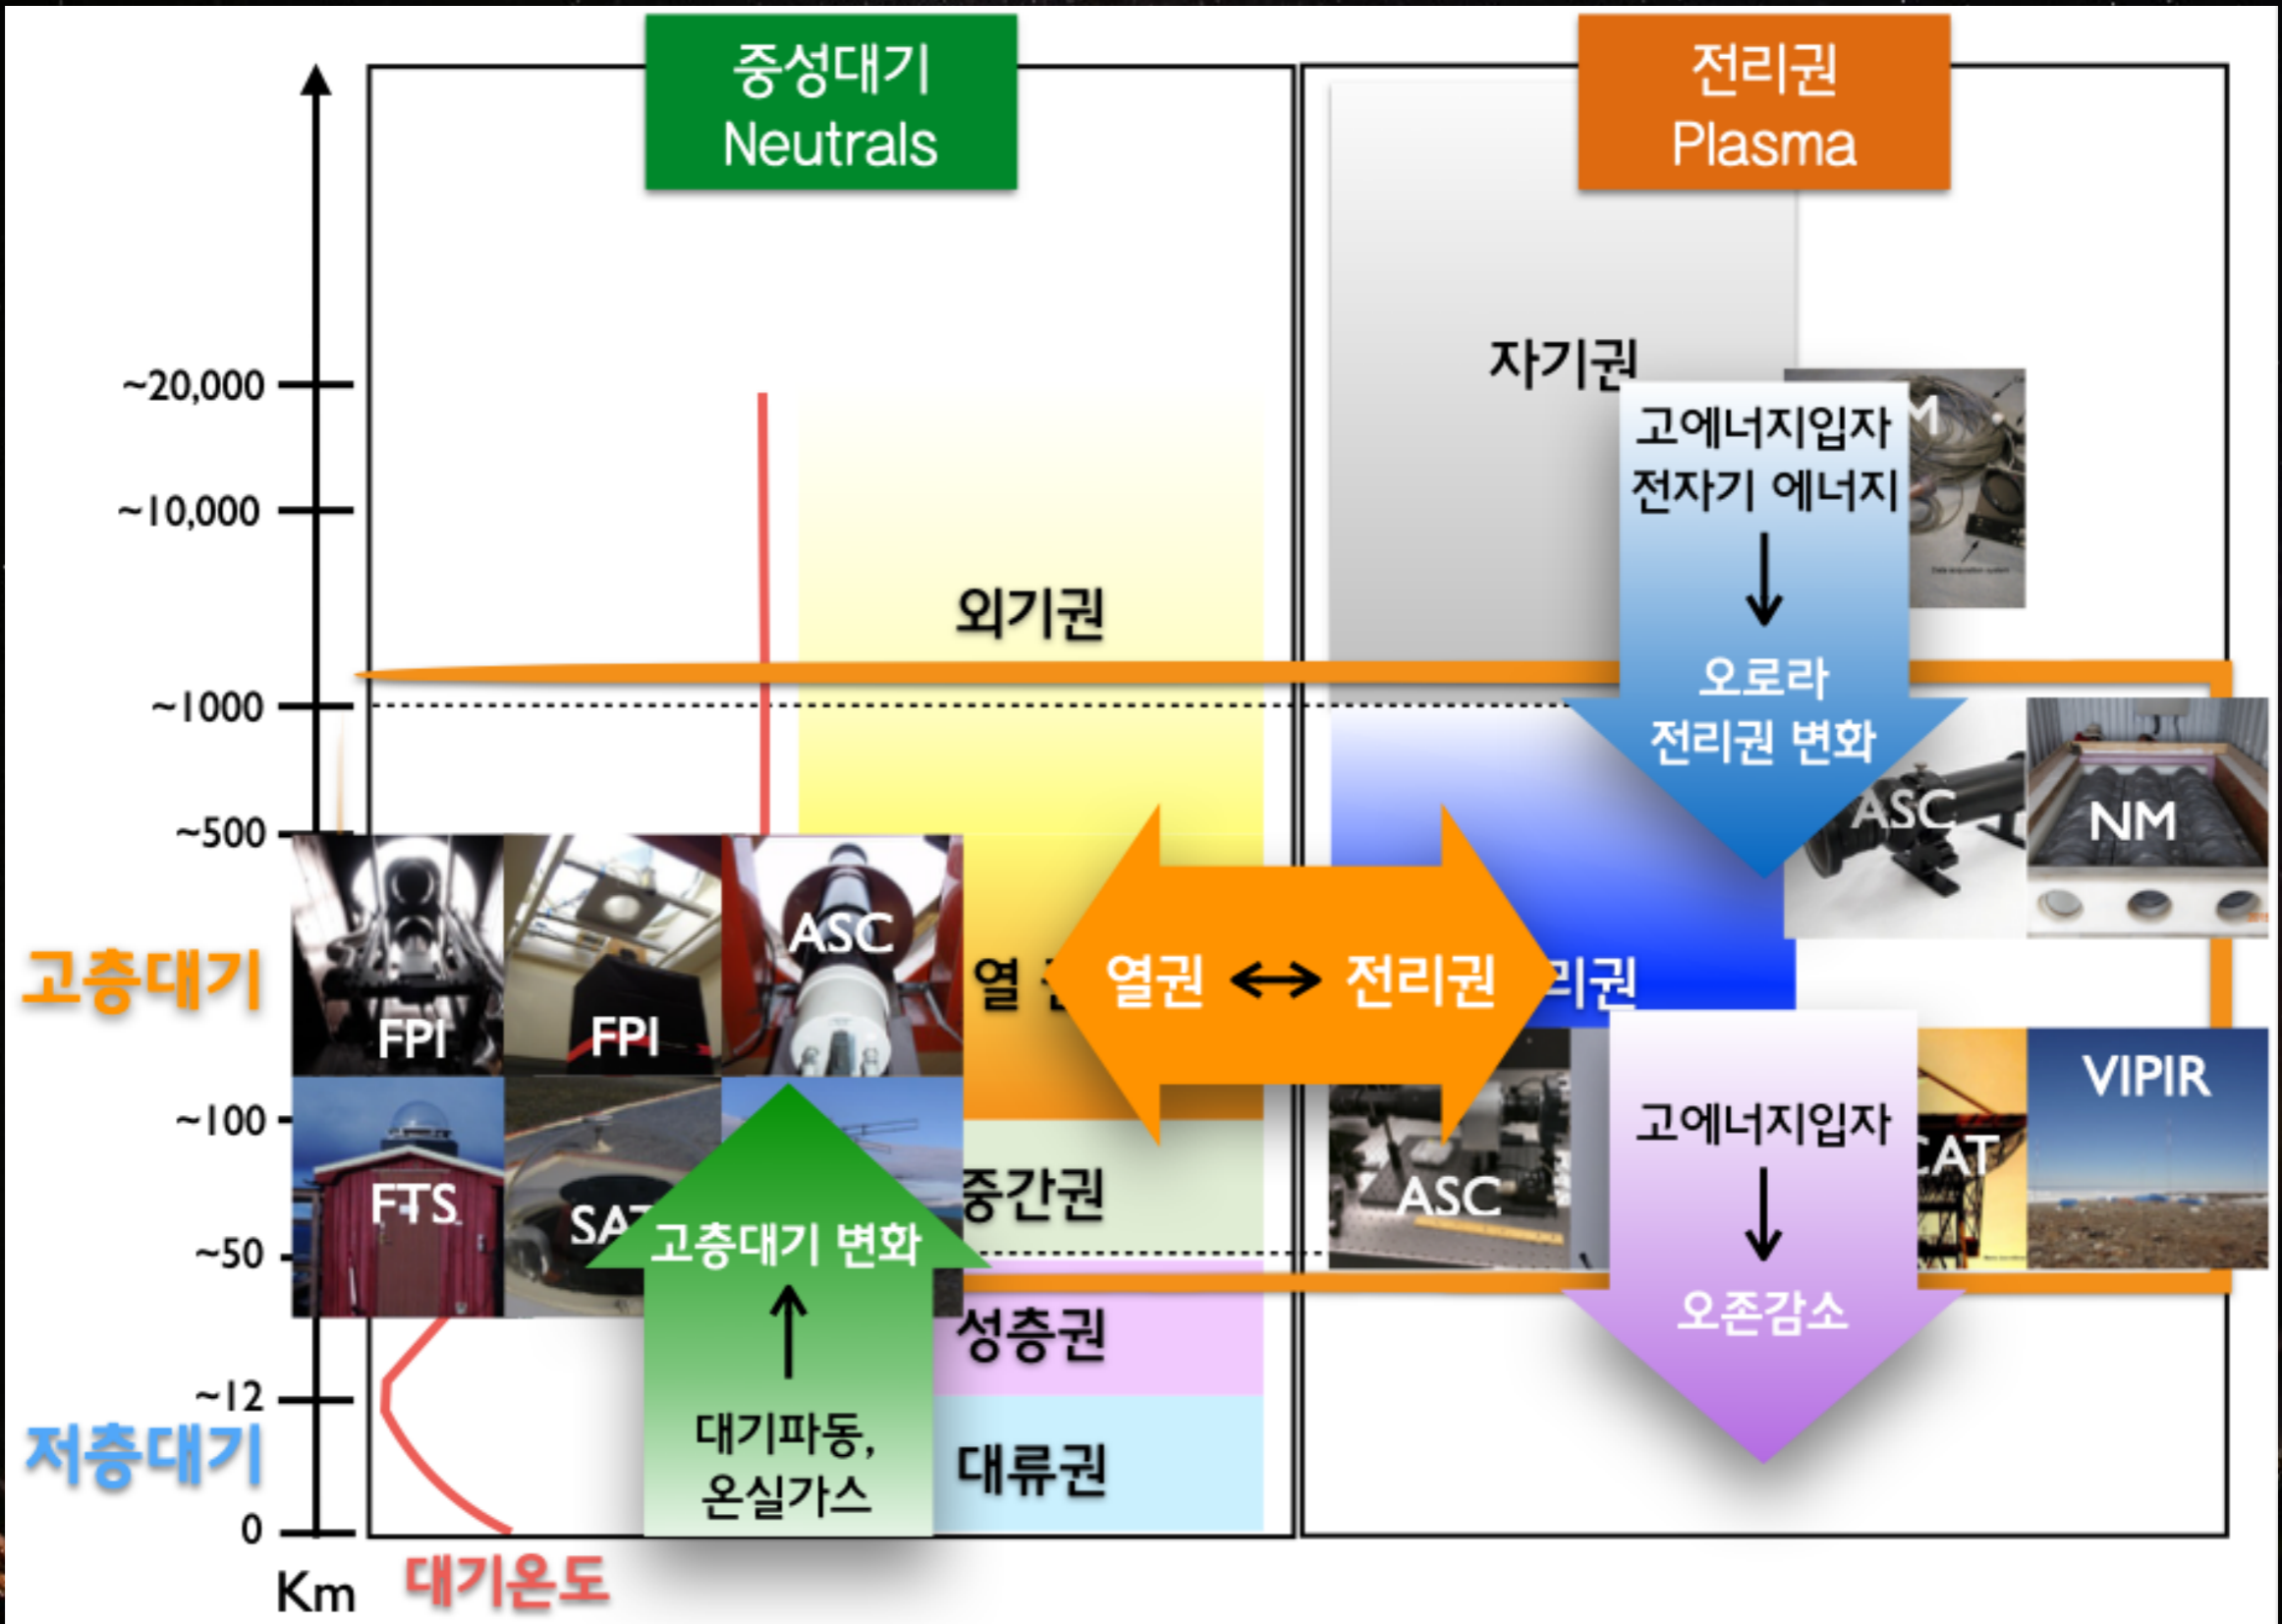 중성대기
Neutrals
전리권
Plasma
~20,000
~10,000
~1000
~500
~100
~50
~12
0
Km
고층대기
저층대기
대기온도
외기권
열
중간권
성층권
대류권
자기권
리권
고에너지입자
전자기 에너지
오로라
전리권 변화
M
ASC
NM
열권 ↔ 전리권
FPI
FPI
ASC
FTS
SAT
고층대기 변화
대기파동,
온실가스
ASC
고에너지입자
오존감소
CAT
VIPIR